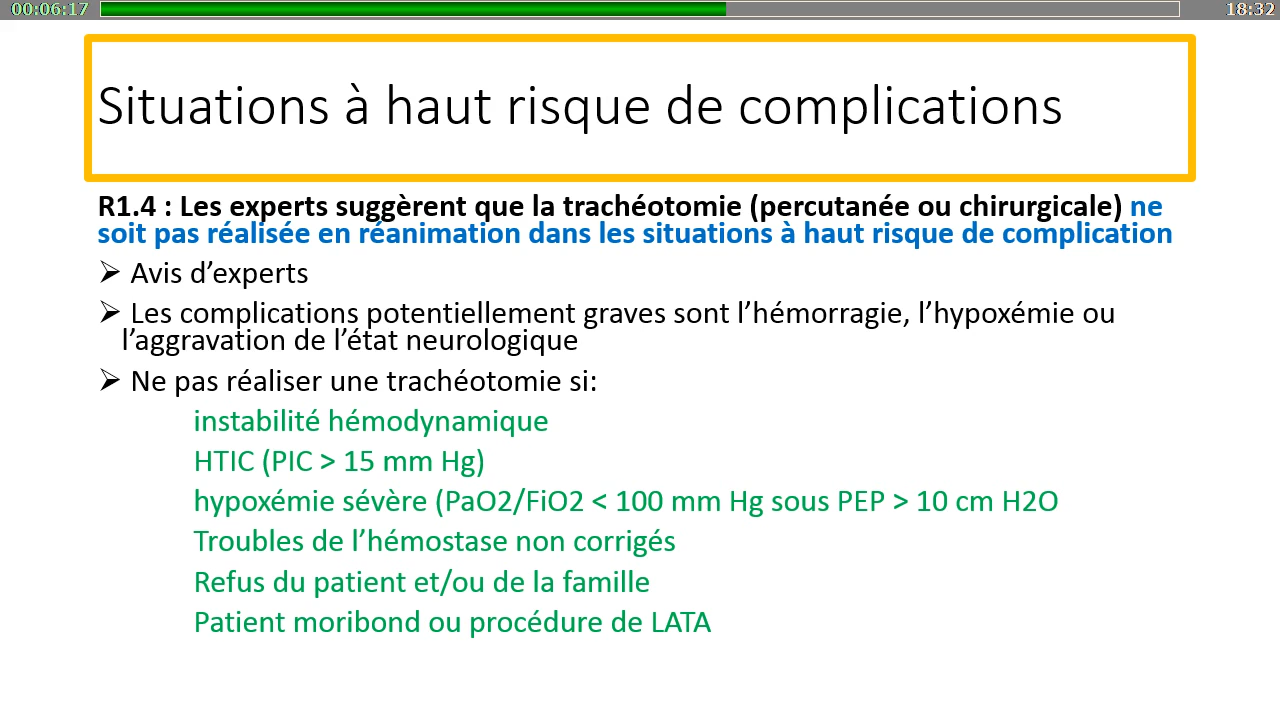 00:06:17 18:32
Situations à haut risque de complications
R1.4 : Les experts suggèrent que la trachéotomie (percutanée ou chirurgicale) ne
soit pas réalisée en réanimation dans les situations à haut risque de complication
➢ Avis d’experts
➢ Les complications potentiellement graves sont l’hémorragie, l’hypoxémie ou
l’aggravation de l’état neurologique
➢ Ne pas réaliser une trachéotomie si:
instabilité hémodynamique
HTIC (PIC > 15 mm Hg)
hypoxémie sévère (PaO2/FiO2 < 100 mm Hg sous PEP > 10 cm H2O
Troubles de l’hémostase non corrigés
Refus du patient et/ou de la famille
Patient moribond ou procédure de LATA